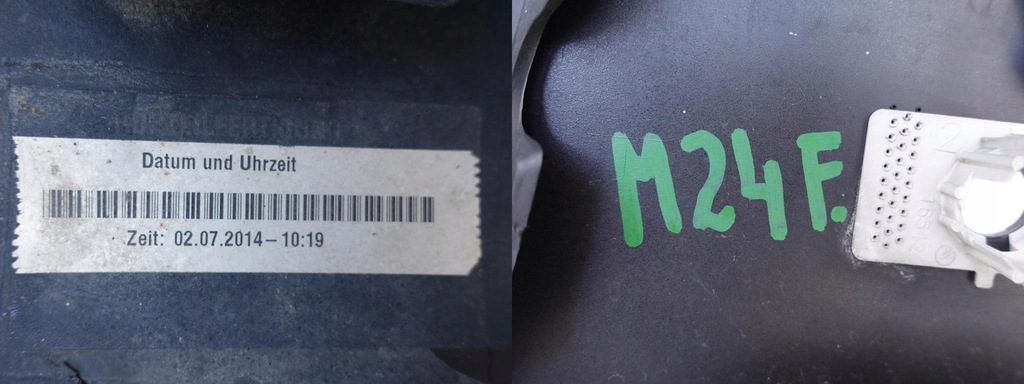 Datum und Uhrzeit
Zeit: 02.07.2014-10:19
M24F.